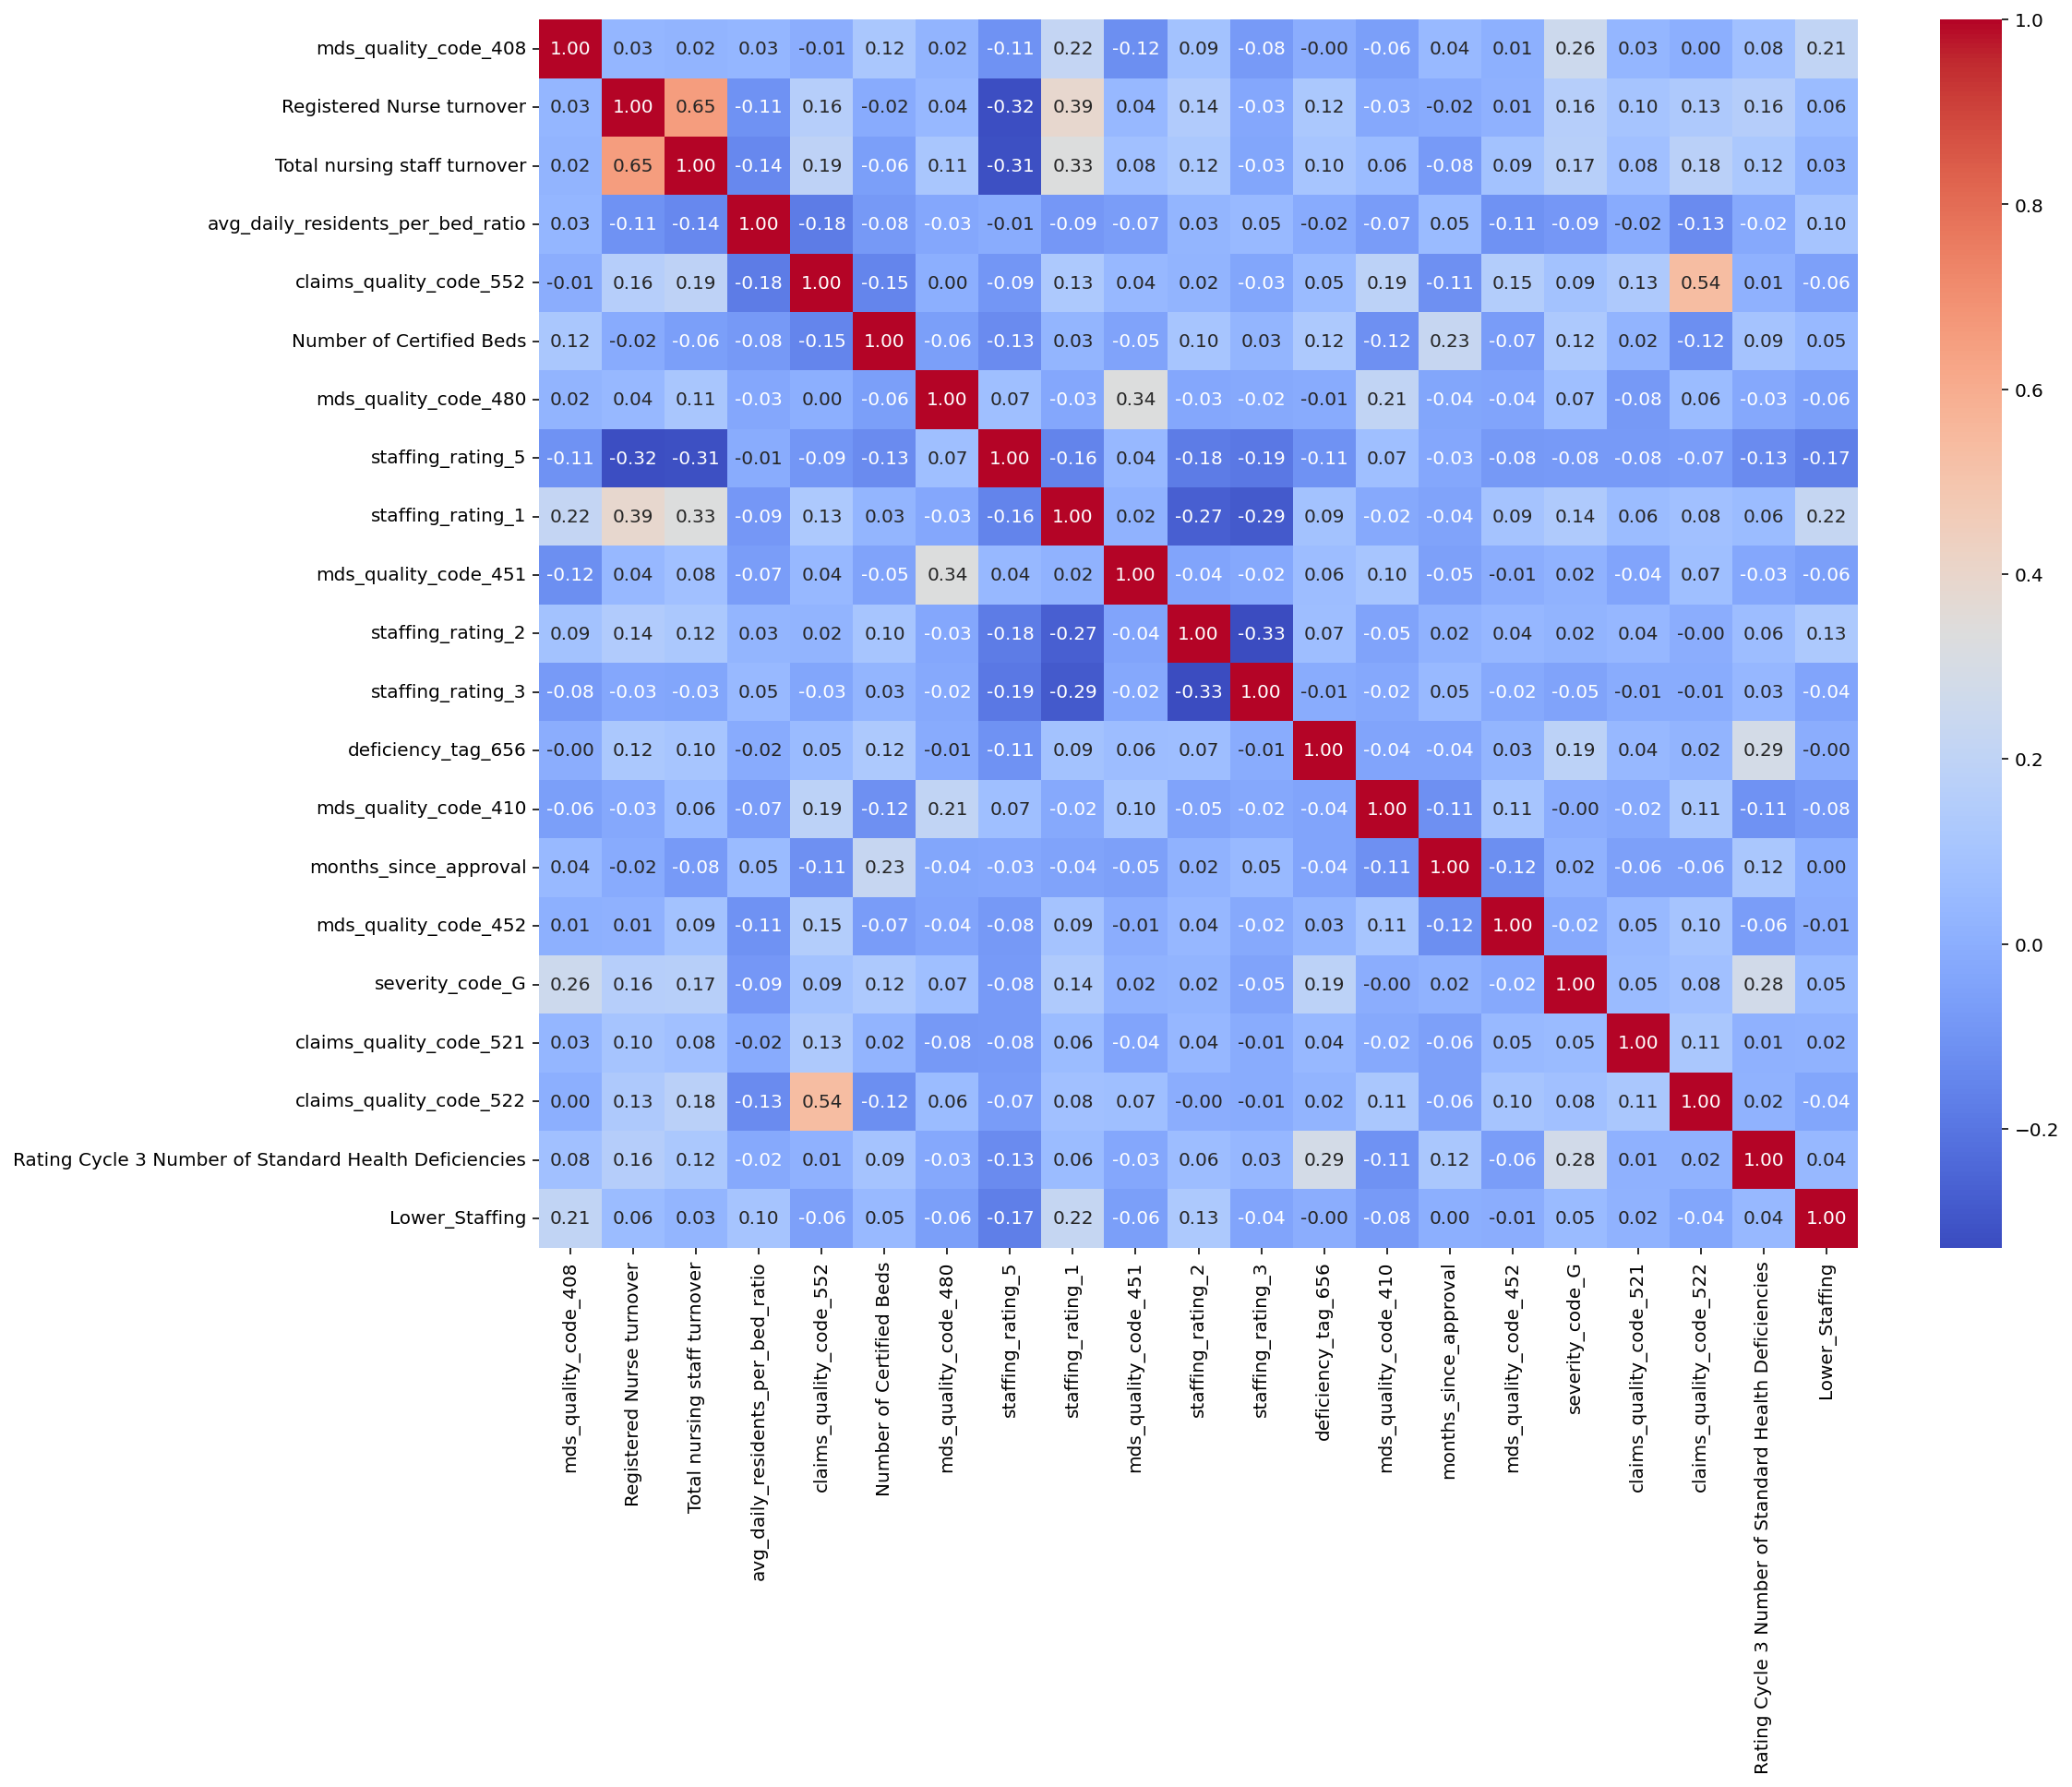 mds_quality_code_408 1.00 0.03 0.02 0.03 -0.01 0.12 0.02 -0.11 0.22 -0.12 0.09 -0.08 -0.00 -0.06 0.04 0.01 0.26 0.03 0.00 0.08 0.21
Registered Nurse turnover 0.03 1.00 0.65 -0.11 0.16 -0.02 0.04 -0.32 0.39 0.04 0.14 -0.03 0.12 -0.03 -0.02 0.01 0.16 0.10 0.13 0.16 0.06
Total nursing staff turnover 0.02 0.65 1.00 -0.14 0.19 -0.06 0.11 -0.31 0.33 0.08 0.12 -0.03 0.10 0.06 -0.08 0.09 0.17 0.08 0.18 0.12 0.03
avg_daily_residents_per_bed_ratio 0.03 -0.11 -0.14 1.00 -0.18 -0.08 -0.03 -0.01 -0.09 -0.07 0.03 0.05 -0.02 -0.07 0.05 -0.11 -0.09 -0.02 -0.13 -0.02 0.10
claims_quality_code_552 -0.01 0.16 0.19 -0.18 1.00 -0.15 0.00 -0.09 0.13 0.04 0.02 -0.03 0.05 0.19 -0.11 0.15 0.09 0.13 0.54 0.01 -0.06
Number of Certified Beds 0.12 -0.02 -0.06 -0.08 -0.15 1.00 -0.06 -0.13 0.03 -0.05 0.10 0.03 0.12 -0.12 0.23 -0.07 0.12 0.02 -0.12 0.09 0.05
mds_quality_code_480 0.02 0.04 0.11 -0.03 0.00 -0.06 1.00 0.07 -0.03 0.34 -0.03 -0.02 -0.01 0.21 -0.04 -0.04 0.07 -0.08 0.06 -0.03 -0.06
staffing_rating_5 -0.11 -0.32 -0.31 -0.01 -0.09 -0.13 0.07 1.00 -0.16 0.04 -0.18 -0.19 -0.11 0.07 -0.03 -0.08 -0.08 -0.08 -0.07 -0.13 -0.17
staffing_rating_1 0.22 0.39 0.33 -0.09 0.13 0.03 -0.03 -0.16 1.00 0.02 -0.27 -0.29 0.09 -0.02 -0.04 0.09 0.14 0.06 0.08 0.06 0.22
mds_quality_code_451 -0.12 0.04 0.08 -0.07 0.04 -0.05 0.34 0.04 0.02 1.00 -0.04 -0.02 0.06 0.10 -0.05 -0.01 0.02 -0.04 0.07 -0.03 -0.06
staffing_rating_2 0.09 0.14 0.12 0.03 0.02 0.10 -0.03 -0.18 -0.27 -0.04 1.00 -0.33 0.07 -0.05 0.02 0.04 0.02 0.04 -0.00 0.06 0.13
staffing_rating_3 -0.08 -0.03 -0.03 0.05 -0.03 0.03 -0.02 -0.19 -0.29 -0.02 -0.33 1.00 -0.01 -0.02 0.05 -0.02 -0.05 -0.01 -0.01 0.03 -0.04
deficiency_tag_656 -0.00 0.12 0.10 -0.02 0.05 0.12 -0.01 -0.11 0.09 0.06 0.07 -0.01 1.00 -0.04 -0.04 0.03 0.19 0.04 0.02 0.29 -0.00
mds_quality_code_410 -0.06 -0.03 0.06 -0.07 0.19 -0.12 0.21 0.07 -0.02 0.10 -0.05 -0.02 -0.04 1.00 -0.11 0.11 -0.00 -0.02 0.11 -0.11 -0.08
months_since_approval 0.04 -0.02 -0.08 0.05 -0.11 0.23 -0.04 -0.03 -0.04 -0.05 0.02 0.05 -0.04 -0.11 1.00 -0.12 0.02 -0.06 -0.06 0.12 0.00
mds_quality_code_452 0.01 0.01 0.09 -0.11 0.15 -0.07 -0.04 -0.08 0.09 -0.01 0.04 -0.02 0.03 0.11 -0.12 1.00 -0.02 0.05 0.10 -0.06 -0.01
severity_code_G 0.26 0.16 0.17 -0.09 0.09 0.12 0.07 -0.08 0.14 0.02 0.02 -0.05 0.19 -0.00 0.02 -0.02 1.00 0.05 0.08 0.28 0.05
claims_quality_code_521 0.03 0.10 0.08 -0.02 0.13 0.02 -0.08 -0.08 0.06 -0.04 0.04 -0.01 0.04 -0.02 -0.06 0.05 0.05 1.00 0.11 0.01 0.02
claims_quality_code_522 0.00 0.13 0.18 -0.13 0.54 -0.12 0.06 -0.07 0.08 0.07 -0.00 -0.01 0.02 0.11 -0.06 0.10 0.08 0.11 1.00 0.02 -0.04
Rating Cycle 3 Number of Standard Health Deficiencies 0.08 0.16 0.12 -0.02 0.01 0.09 -0.03 -0.13 0.06 -0.03 0.06 0.03 0.29 -0.11 0.12 -0.06 0.28 0.01 0.02 1.00 0.04
Lower_Staffing 0.21 0.06 0.03 0.10 -0.06 0.05 -0.06 -0.17 0.22 -0.06 0.13 -0.04 -0.00 -0.08 0.00 -0.01 0.05 0.02 -0.04 0.04 1.00
mds_quality_code_408
Registered Nurse turnover
Total nursing staff turnover
avg_daily_residents_per_bed_ratio
claims_quality_code_552
Number of Certified Beds
mds_quality_code_480
staffing_rating_5
staffing_rating_1
mds_quality_code_451
staffing_rating_2
staffing_rating_3
deficiency_tag_656
mds_quality_code_410
months_since_approval
mds_quality_code_452
severity_code_G
claims_quality_code_521
claims_quality_code_522
Rating Cycle 3 Number of Standard Health Deficiencies
Lower_Staffing
1.0
0.8
0.6
0.4
0.2
0.0
−0.2